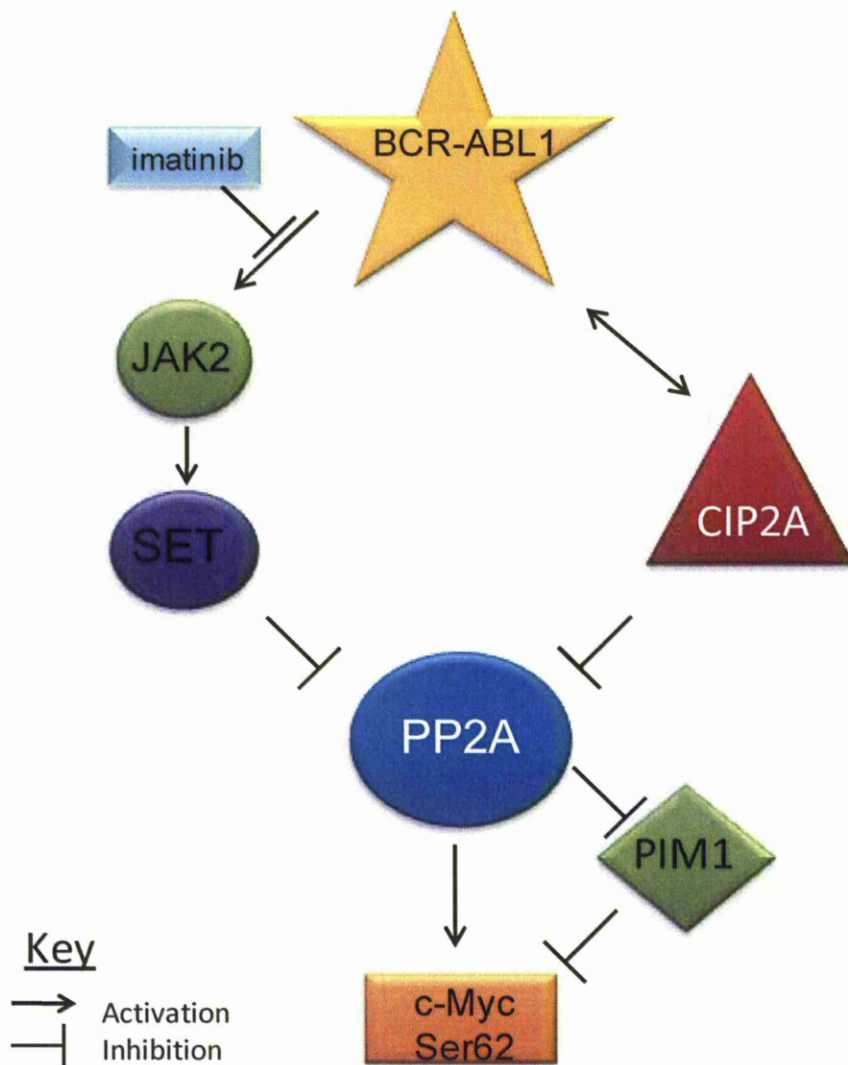 BCR-ABL1
imatinib
JAK2
SET
CIP2A
PP2A
PIM1
c-Myc
Ser62
Key
Activation
Inhibition